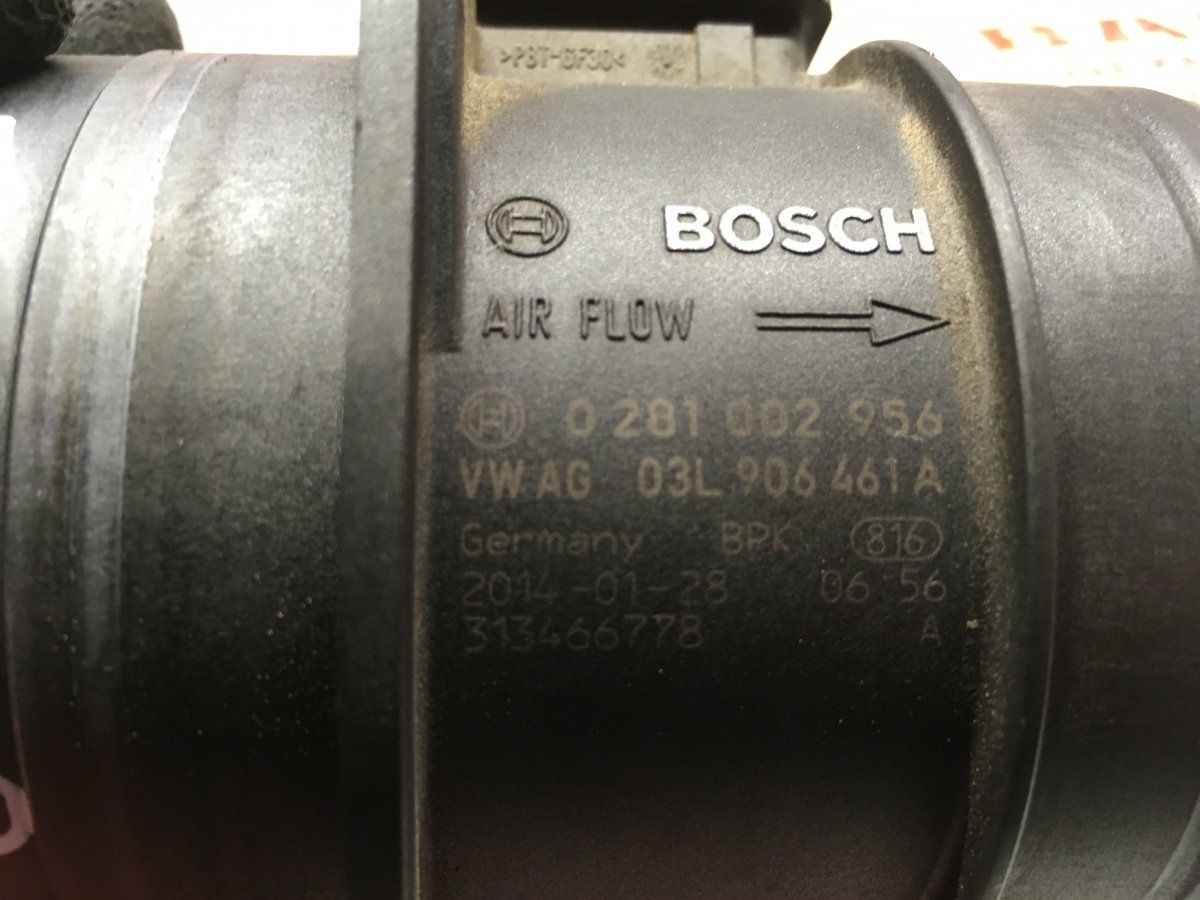 >PBT-GF30<
BOSCH
AIR FLOW
0 281 002 956
VW AG 03L 906 461 A
Germany BPK 816
2014-01-28 06 56
313466778 A